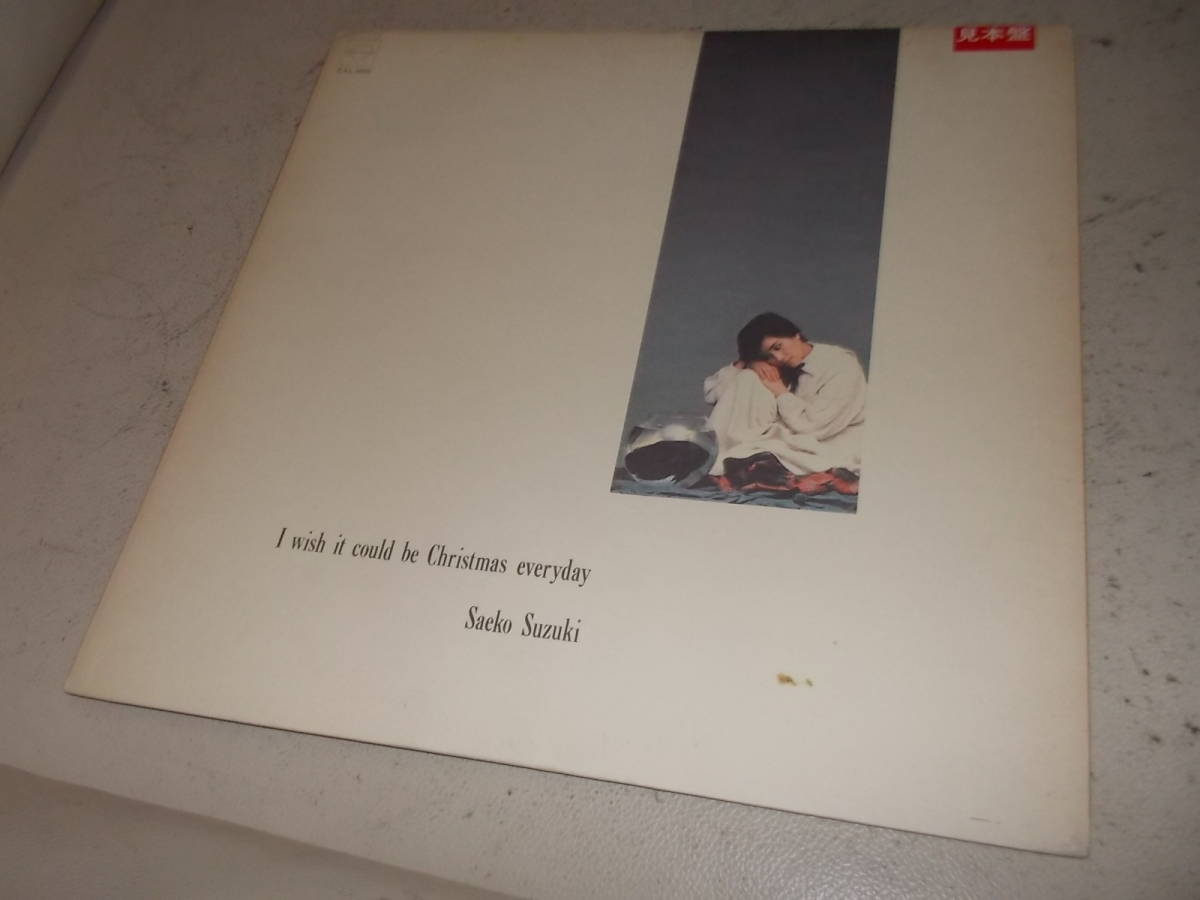 見本盤
I wish it could be Christmas everyday
Saeko Suzuki